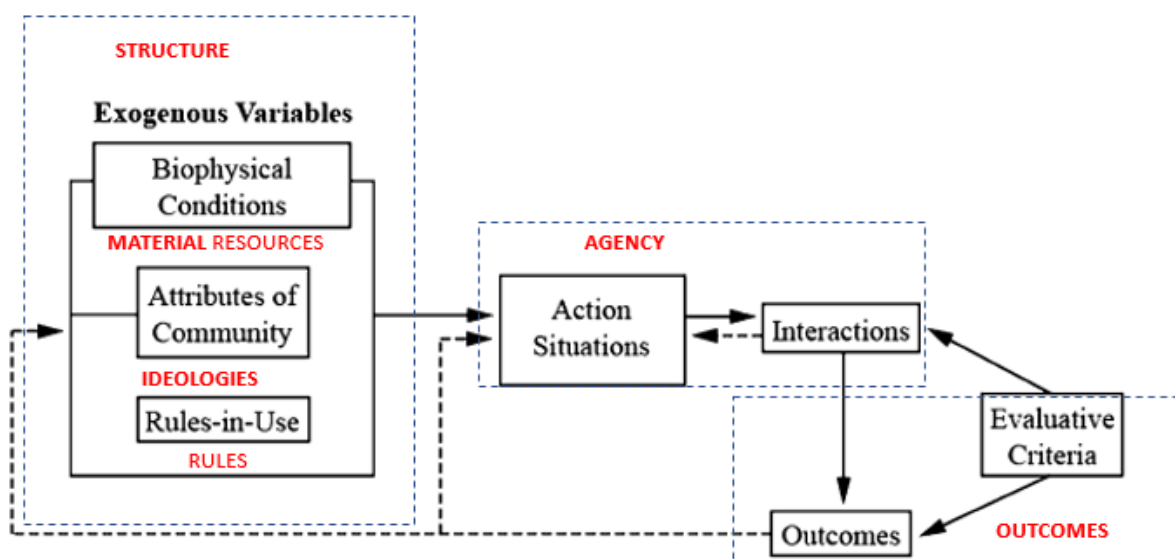 STRUCTURE
Exogenous Variables
Biophysical
Conditions
MATERIAL RESOURCES
Attributes of
Community
IDEOLOGIES
Rules-in-Use
RULES
AGENCY
Action
Situations
Interactions
Evaluative
Criteria
Outcomes
OUTCOMES